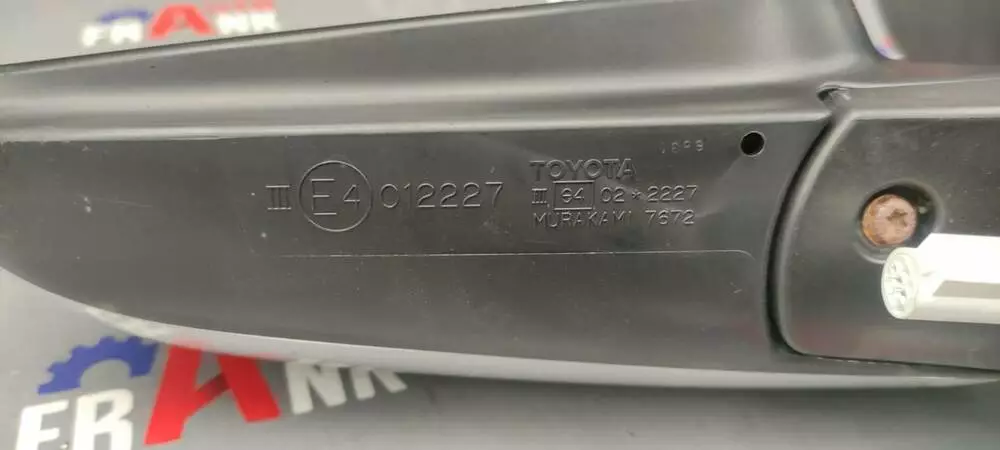 FRANK
III E4 012227
TOYOTA
III e4 02*2227
MURAKAMI 7672
FRANK